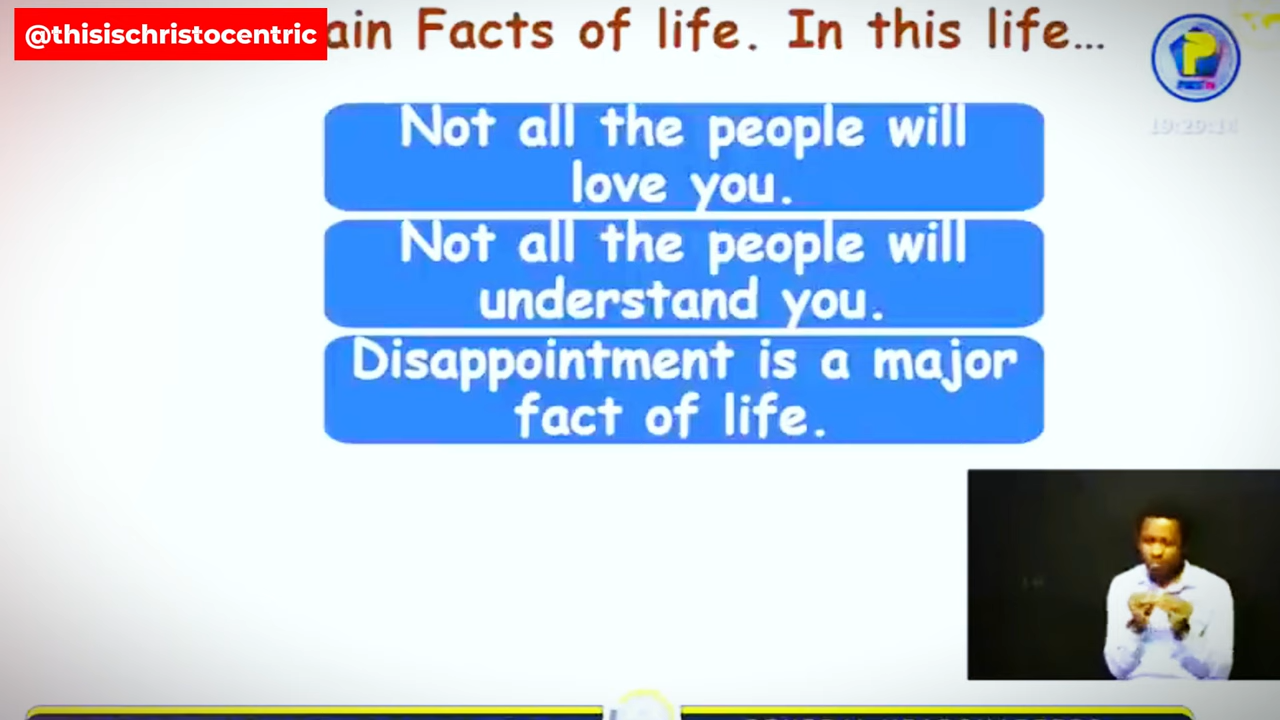 @thisischristocentric
ain Facts of life. In this life...
P
Not all the people will
love you.
Not all the people will
understand you.
Disappointment is a major
fact of life.